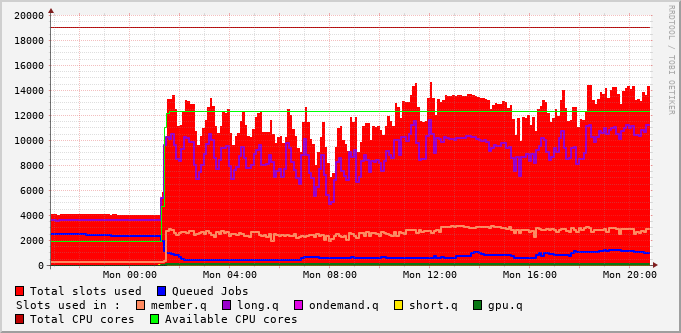 20000
18000
16000
14000
12000
10000
8000
6000
4000
2000
0
Mon 00:00 Mon 04:00 Mon 08:00 Mon 12:00 Mon 16:00 Mon 20:00
RRDTOOL / TOBI OETIKER
Total slots used Queued Jobs
Slots used in : member.q long.q ondemand.q short.q gpu.q
Total CPU cores Available CPU cores